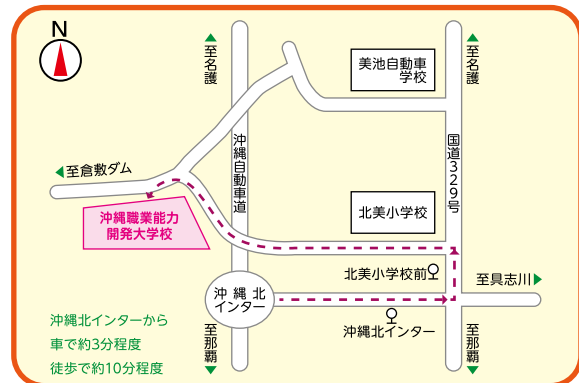 N
至名護
至名護
美池自動車
学校
至倉敷ダム
沖縄自動車道
国道329号
沖縄職業能力
開発大学校
北美小学校
北美小学校前
至具志川
沖縄北
インター
沖縄北インター
沖縄北インターから
車で約3分程度
徒歩で約10分程度
至那覇
至那覇